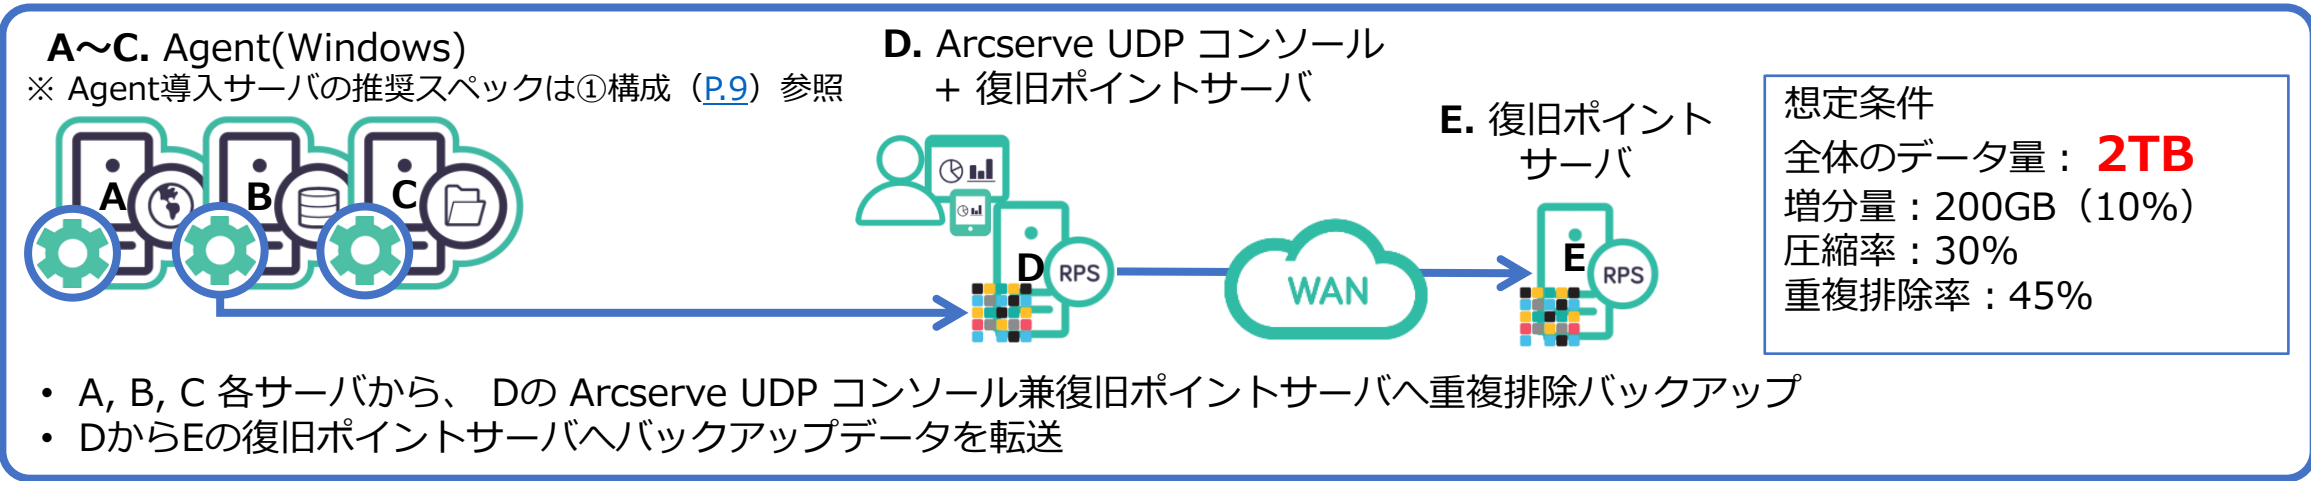 A～C. Agent(Windows)
※ Agent導入サーバの推奨スペックは①構成（P.9）参照
A
B
C
D. Arcserve UDP コンソール
+ 復旧ポイントサーバ
D
RPS
WAN
E. 復旧ポイント
サーバ
E
RPS
想定条件
全体のデータ量： 2TB
増分量：200GB（10%）
圧縮率：30%
重複排除率：45%
• A, B, C 各サーバから、 Dの Arcserve UDP コンソール兼復旧ポイントサーバへ重複排除バックアップ
• DからEの復旧ポイントサーバへバックアップデータを転送